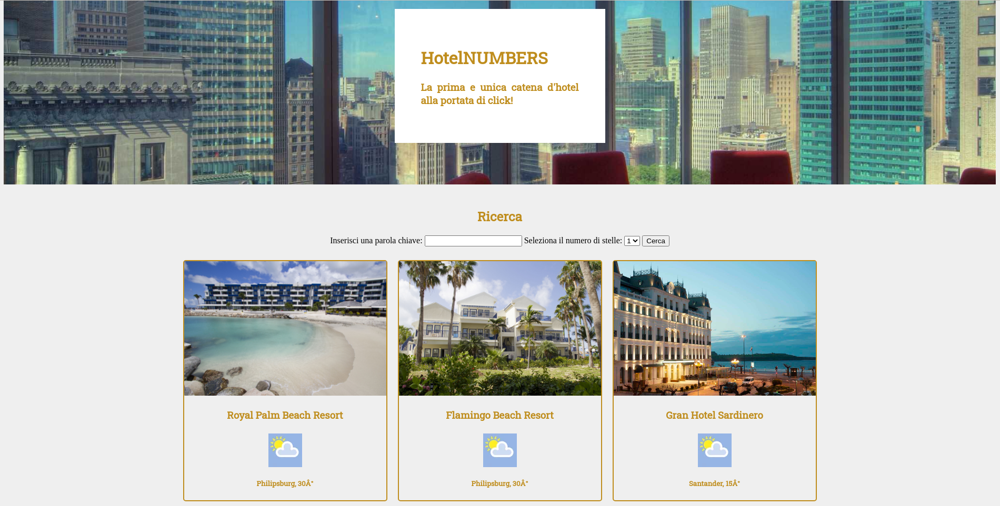 HotelNUMBERS
La prima e unica catena d'hotel
alla portata di click!
Ricerca
Inserisci una parola chiave: Seleziona il numero di stelle: 1 Cerca
Royal Palm Beach Resort
Flamingo Beach Resort
Gran Hotel Sardinero
Philipsburg, 30Â°
Philipsburg, 30Â°
Santander, 15Â°